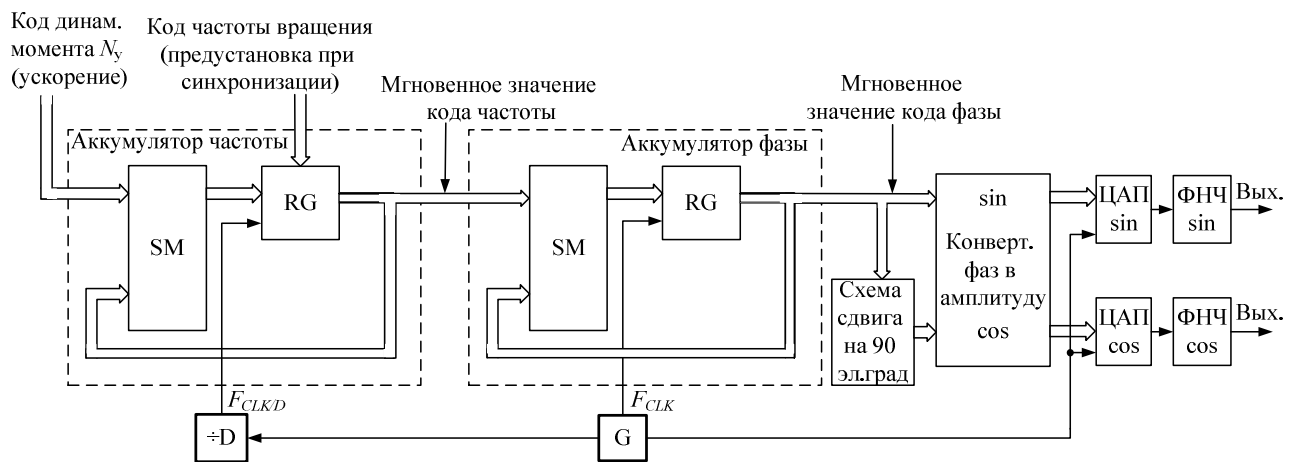 Код динам.
момента Nу
(ускорение)
Код частоты вращения
(предустановка при
синхронизации)
Мгновенное значение
кода частоты
Мгновенное
значение кода фазы
Аккумулятор частоты
SM
RG
Аккумулятор фазы
SM
RG
Схема
сдвига
на 90
эл.град
sin
Конверт.
фаз в
амплитуду
cos
ЦАП
sin
ФНЧ
sin
Вых.
ЦАП
cos
ФНЧ
cos
Вых.
FCLK/D
FCLK
÷D
G